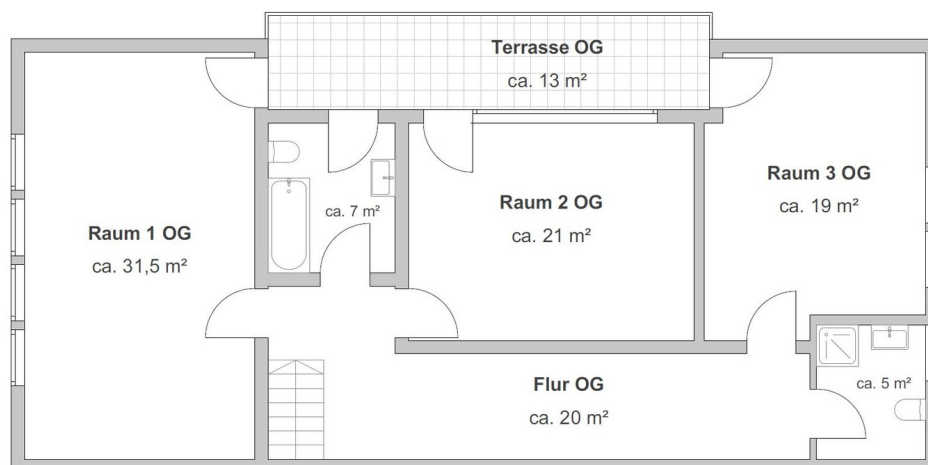 Terrasse OG
ca. 13 m²
Raum 1 OG
ca. 31,5 m²
ca. 7 m²
Raum 2 OG
ca. 21 m²
Raum 3 OG
ca. 19 m²
Flur OG
ca. 20 m²
ca. 5 m²